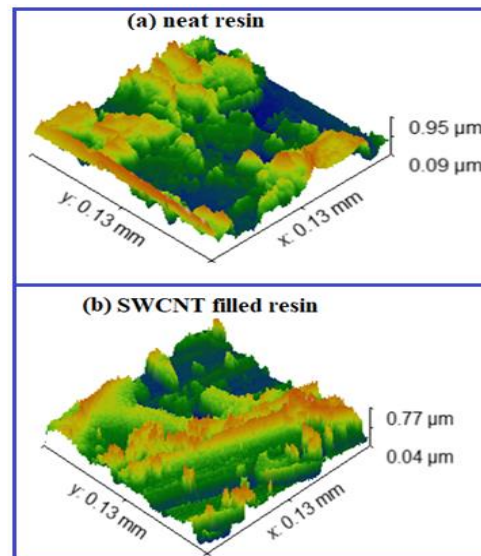 (a) neat resin
0.95 µm
0.09 µm
y: 0.13 mm
x: 0.13 mm
(b) SWCNT filled resin
0.77 µm
0.04 µm
y: 0.13 mm
x: 0.13 mm